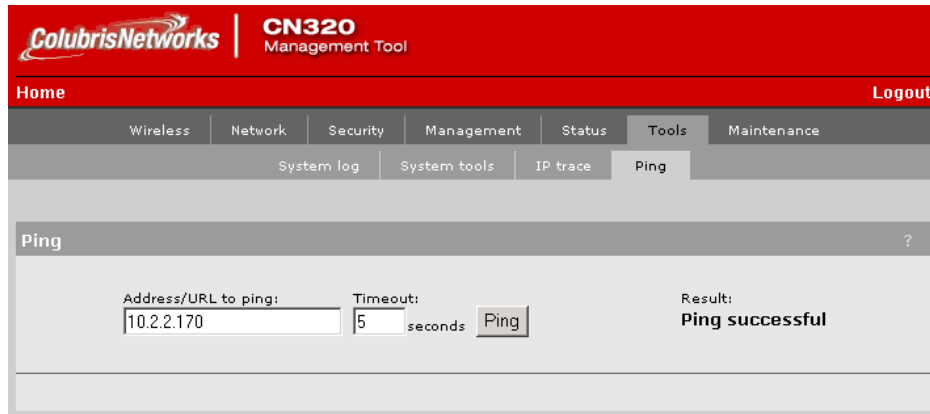 ColubrisNetworks
CN320
Management Tool
Home Logout
Wireless Network Security Management Status Tools Maintenance
System log System tools IP trace Ping
Ping ?
Address/URL to ping: Timeout: Result:
10.2.2.170 5 seconds Ping Ping successful